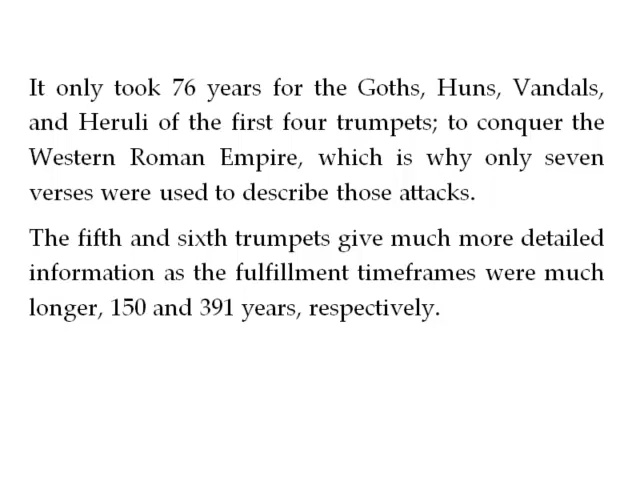 It only took 76 years for the Goths, Huns, Vandals,
and Heruli of the first four trumpets; to conquer the
Western Roman Empire, which is why only seven
verses were used to describe those attacks.
The fifth and sixth trumpets give much more detailed
information as the fulfillment timeframes were much
longer, 150 and 391 years, respectively.